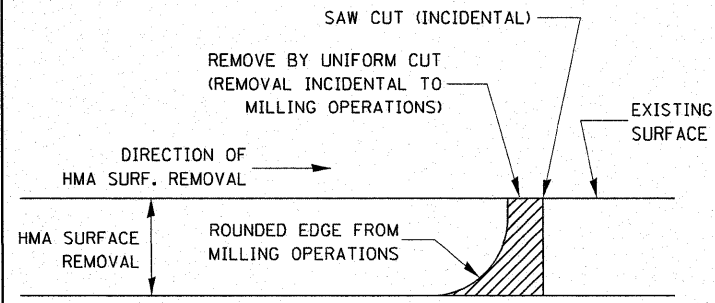 SAW CUT (INCIDENTAL)
REMOVE BY UNIFORM CUT
(REMOVAL INCIDENTAL TO
MILLING OPERATIONS)
EXISTING
SURFACE
DIRECTION OF
HMA SURF. REMOVAL
HMA SURFACE
REMOVAL
ROUNDED EDGE FROM
MILLING OPERATIONS